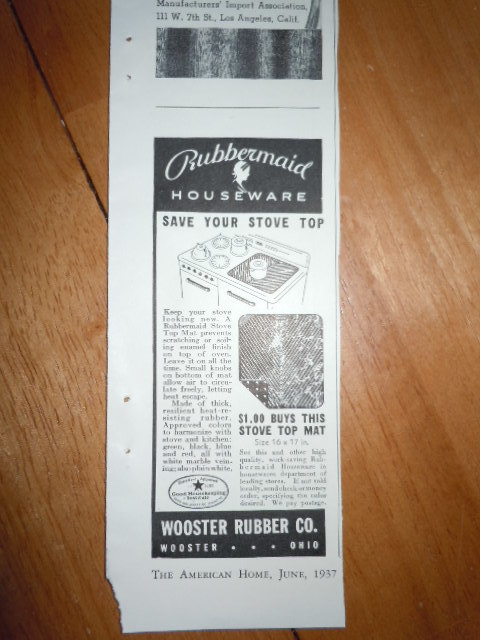 Manufacturers' Import Association,
111 W. 7th St., Los Angeles, Calif.
Rubbermaid
HOUSEWARE
SAVE YOUR STOVE TOP
Keep your stove
looking new. A
Rubbermaid Stove
Top Mat prevents
scratching or soil-
ing enamel finish
on top of oven.
Leave it on all the
time. Small knobs
on bottom of mat
allow air to circu-
late freely, letting
heat escape.
Made of thick,
resilient heat-re-
sisting rubber.
Approved colors
to harmonize with
stove and kitchen:
green, black, blue
and red, all with
white marble vein-
ing; also plain white.
Good Housekeeping
$1.00 BUYS THIS
STOVE TOP MAT
Size 16 x 17 in.
See this and other high
quality, work-saving Rub-
bermaid Houseware in
housewares department of
leading stores. If not sold
locally, send check or money
order, specifying the color
desired. We pay postage.
WOOSTER RUBBER CO.
WOOSTER • • • OHIO
THE AMERICAN HOME, JUNE, 1937